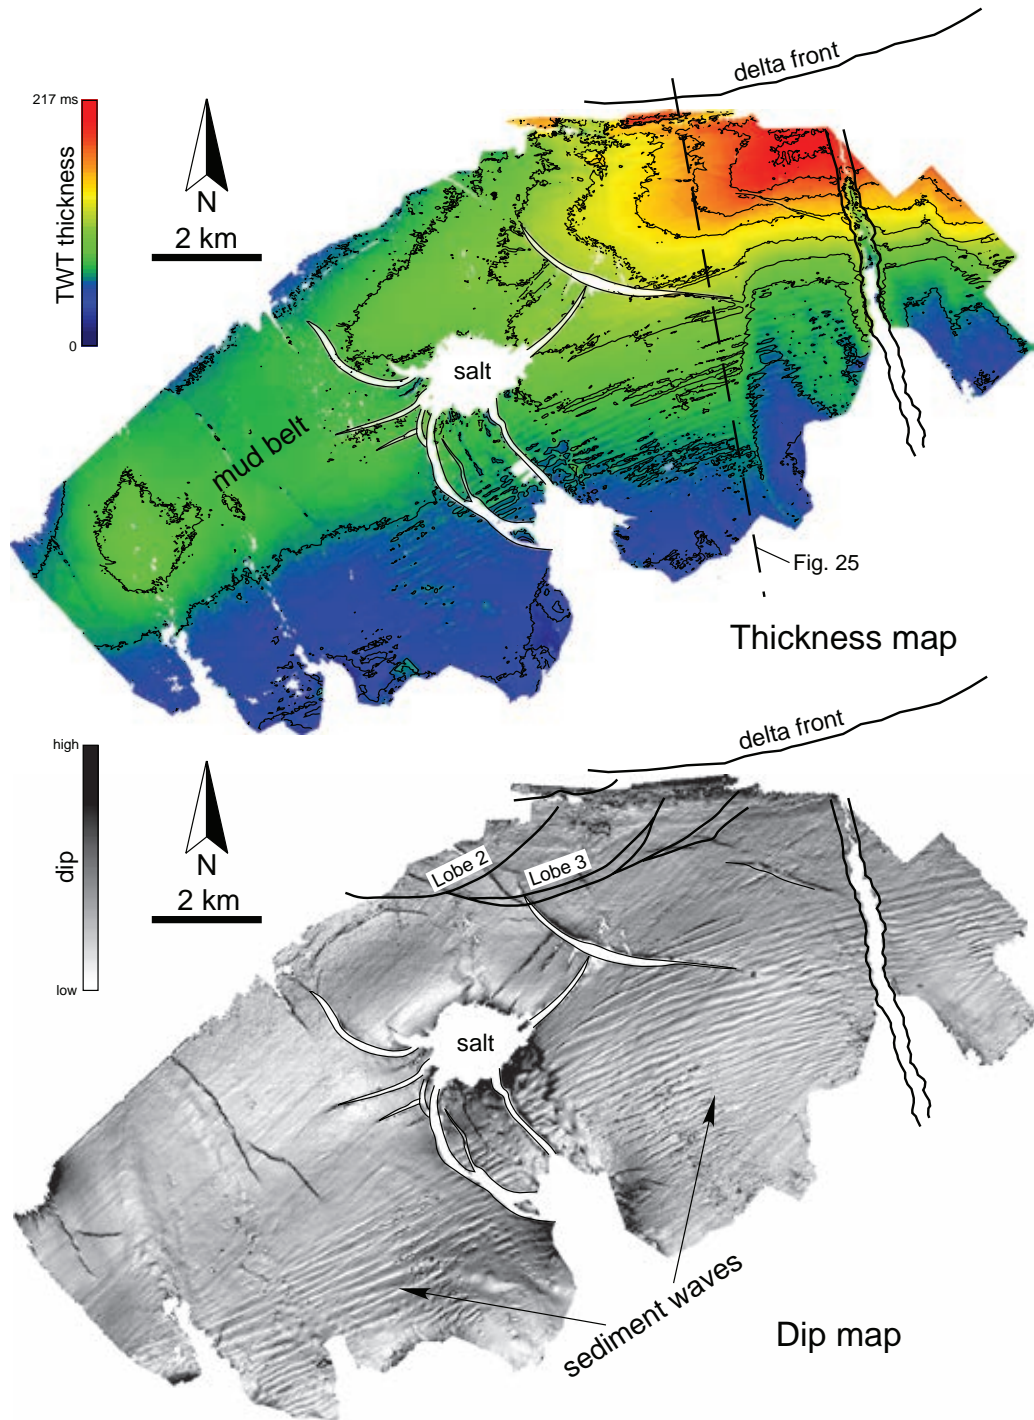 delta front
217 ms
TWT thickness
0
N
2 km
salt
mud belt
Fig. 25
Thickness map
delta front
high
dip
low
N
2 km
Lobe 2
Lobe 3
salt
sediment waves
Dip map